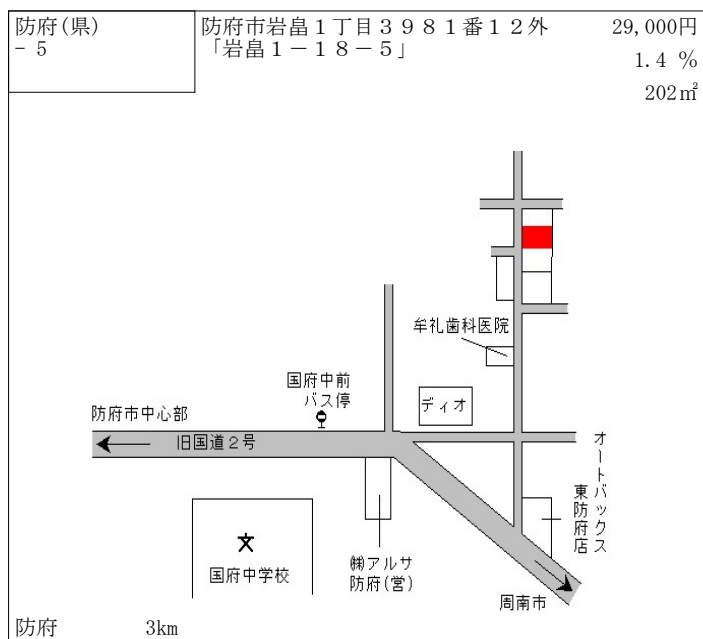 防府(県)
- 5
防府市岩畠１丁目３９８１番１２外
「岩畠１－１８－５」
29,000円
1.4 %
202㎡
牟礼歯科医院
国府中前
バス停
ディオ
防府市中心部
旧国道２号
オートバックス
東防府店
国府中学校
㈱アルサ
防府(営)
周南市
防府 3km